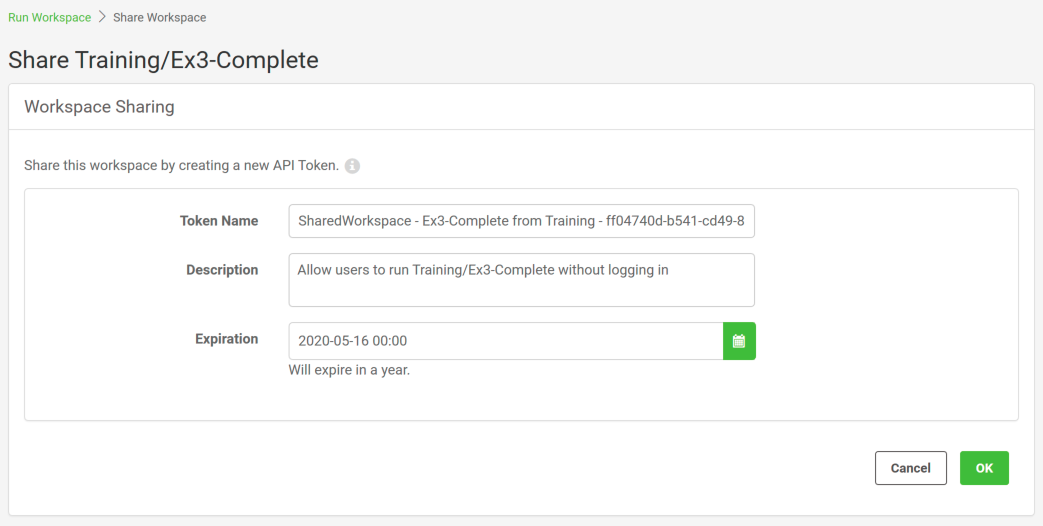 Run Workspace > Share Workspace
Share Training/Ex3-Complete
Workspace Sharing
Share this workspace by creating a new API Token.
Token Name
SharedWorkspace - Ex3-Complete from Training - ff04740d-b541-cd49-8
Description
Allow users to run Training/Ex3-Complete without logging in
Expiration
2020-05-16 00:00
Will expire in a year.
Cancel
OK